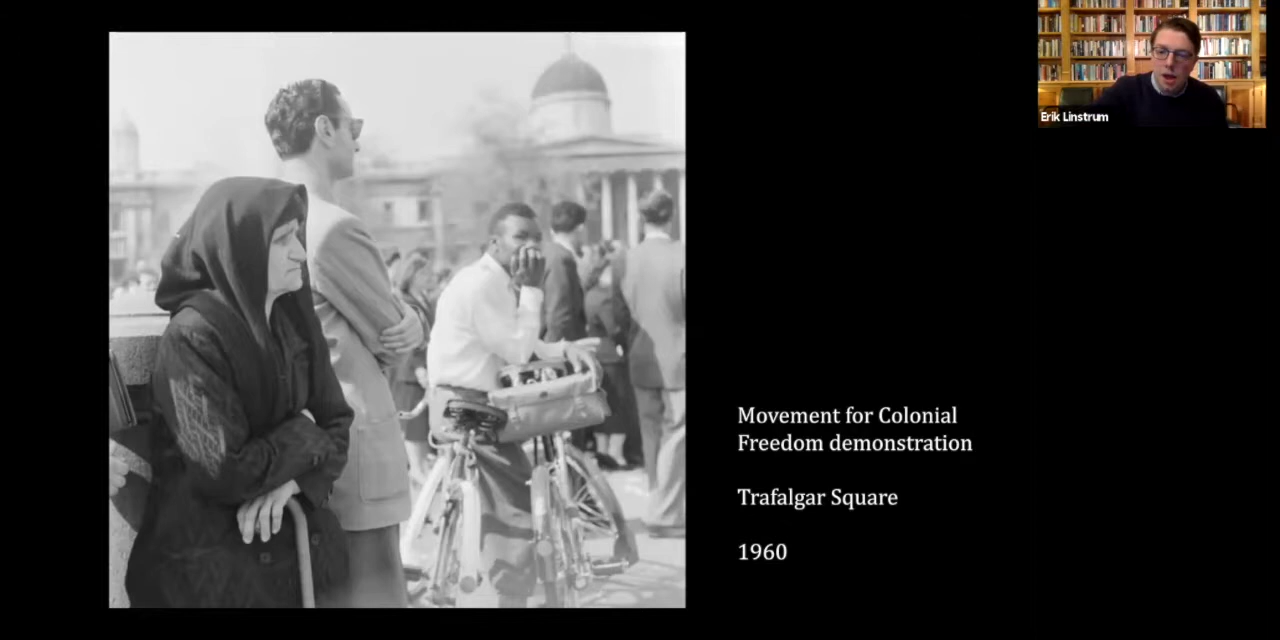 Erik Linstrum
Movement for Colonial
Freedom demonstration
Trafalgar Square
1960